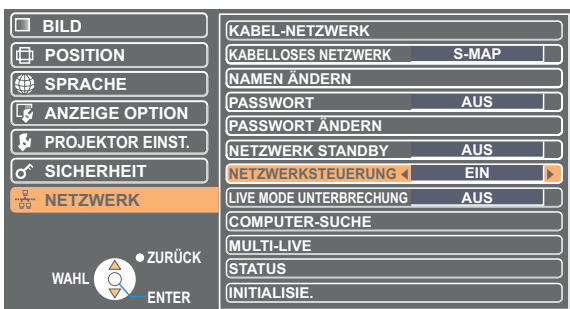 BILD
POSITION
SPRACHE
ANZEIGE OPTION
PROJEKTOR EINST.
SICHERHEIT
NETZWERK
ZURÜCK
WAHL
ENTER
KABEL-NETZWERK
KABELLOSES NETZWERK S-MAP
NAMEN ÄNDERN
PASSWORT AUS
PASSWORT ÄNDERN
NETZWERK STANDBY AUS
NETZWERKSTEUERUNG EIN
LIVE MODE UNTERBRECHUNG AUS
COMPUTER-SUCHE
MULTI-LIVE
STATUS
INITIALISIE.